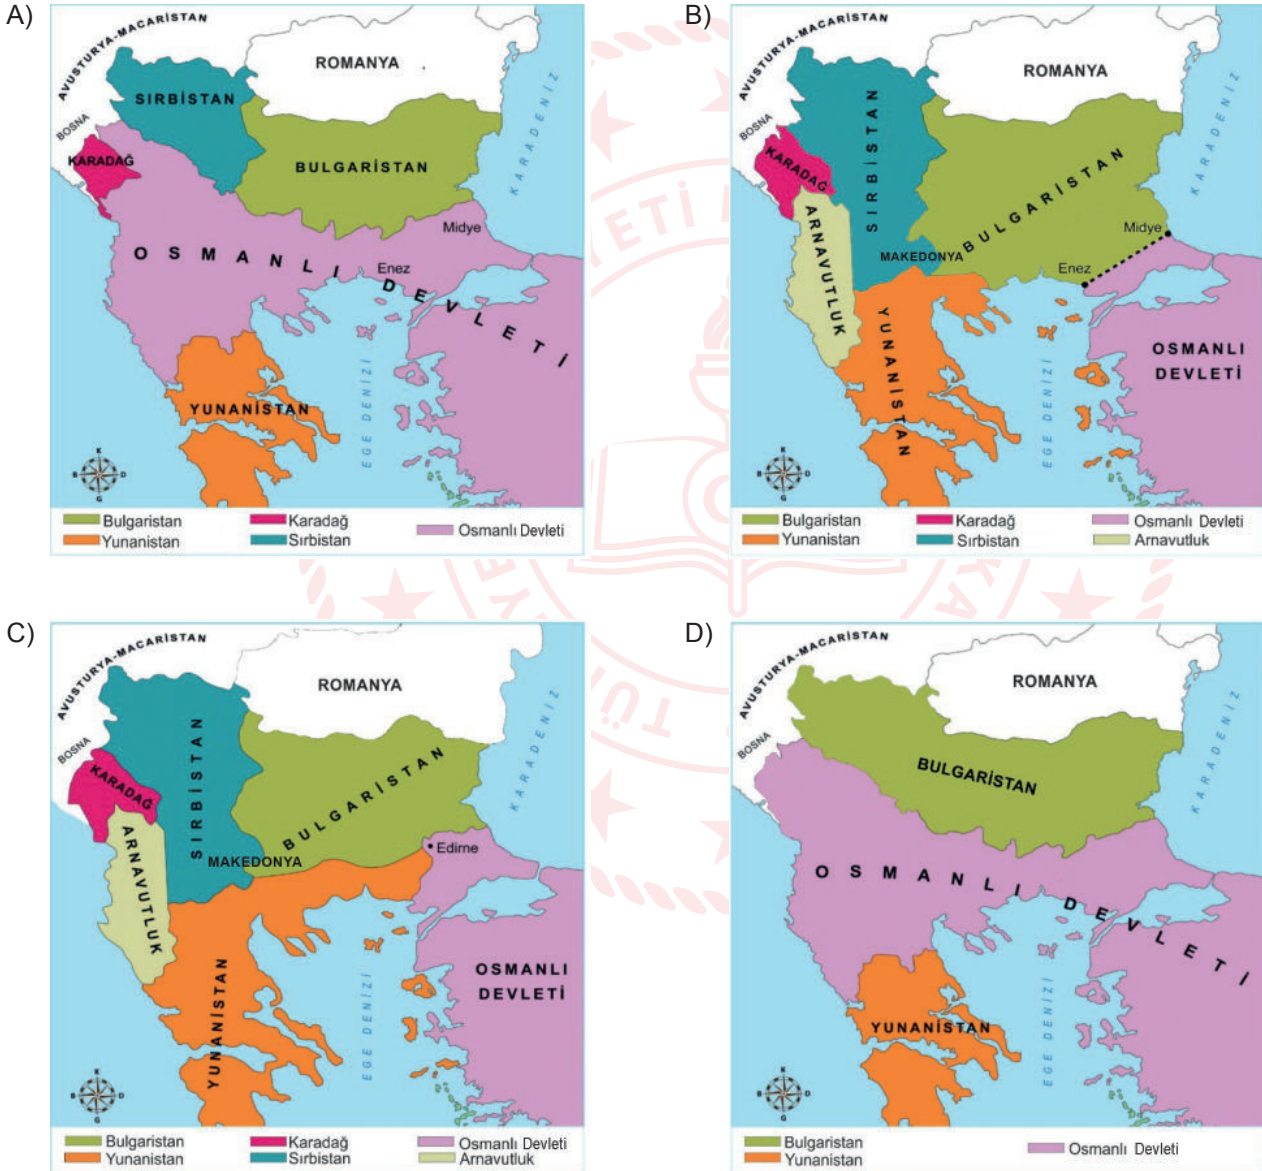 A)
AVUSTURYA-MACARİSTAN
ROMANYA
SIRBİSTAN
BOSNA
KARADAĞ
BULGARİSTAN
KARADENİZ
Midye
OSMANLI DEVLETİ
Enez
YUNANİSTAN
EGE DENİZİ
K
B D
G
Bulgaristan Karadağ Osmanlı Devleti
Yunanistan Sırbistan
B)
AVUSTURYA-MACARİSTAN
ROMANYA
BOSNA
KARADAĞ
SIRBİSTAN
BULGARİSTAN
KARADENİZ
ARNAVUTLUK
MAKEDONYA
Midye
Enez
YUNANİSTAN
OSMANLI
DEVLETİ
EGE DENİZİ
K
B D
G
Bulgaristan Karadağ Osmanlı Devleti
Yunanistan Sırbistan Arnavutluk
C)
AVUSTURYA-MACARİSTAN
ROMANYA
BOSNA
KARADAĞ
SIRBİSTAN
BULGARİSTAN
KARADENİZ
ARNAVUTLUK
MAKEDONYA
Edirne
YUNANİSTAN
OSMANLI
DEVLETİ
EGE DENİZİ
K
B D
G
Bulgaristan Karadağ Osmanlı Devleti
Yunanistan Sırbistan Arnavutluk
D)
AVUSTURYA-MACARİSTAN
ROMANYA
BOSNA
BULGARİSTAN
KARADENİZ
OSMANLI DEVLETİ
YUNANİSTAN
EGE DENİZİ
K
B D
G
Bulgaristan Osmanlı Devleti
Yunanistan